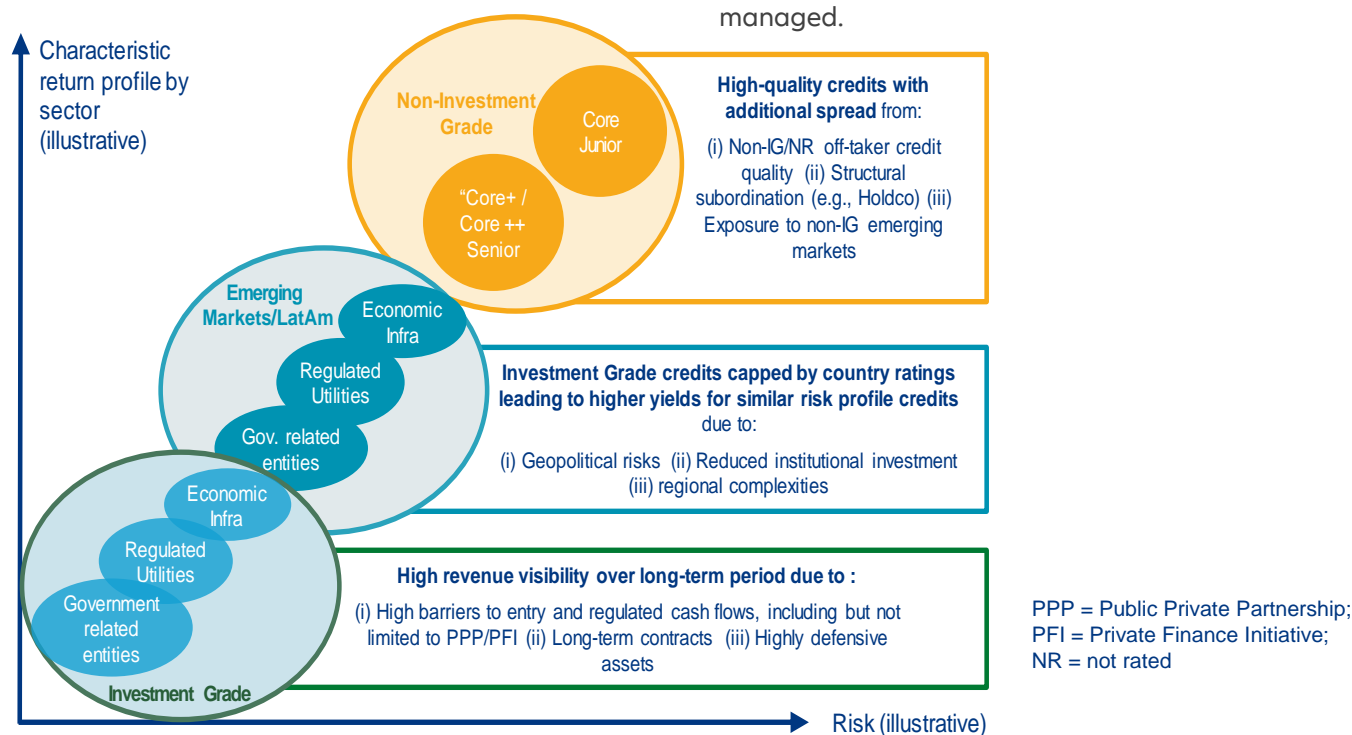 managed.
Characteristic
return profile by
sector
(illustrative)
Non-Investment
Grade
Core
Junior
“Core+ /
Core ++
Senior
High-quality credits with
additional spread from:
(i) Non-IG/NR off-taker credit
quality (ii) Structural
subordination (e.g., Holdco) (iii)
Exposure to non-IG emerging
markets
Emerging
Markets/LatAm
Economic
Infra
Regulated
Utilities
Gov. related
entities
Investment Grade credits capped by country ratings
leading to higher yields for similar risk profile credits
due to:
(i) Geopolitical risks (ii) Reduced institutional investment
(iii) regional complexities
Economic
Infra
Regulated
Utilities
Government
related
entities
Investment Grade
High revenue visibility over long-term period due to :
(i) High barriers to entry and regulated cash flows, including but not
limited to PPP/PFI (ii) Long-term contracts (iii) Highly defensive
assets
PPP = Public Private Partnership;
PFI = Private Finance Initiative;
NR = not rated
Risk (illustrative)